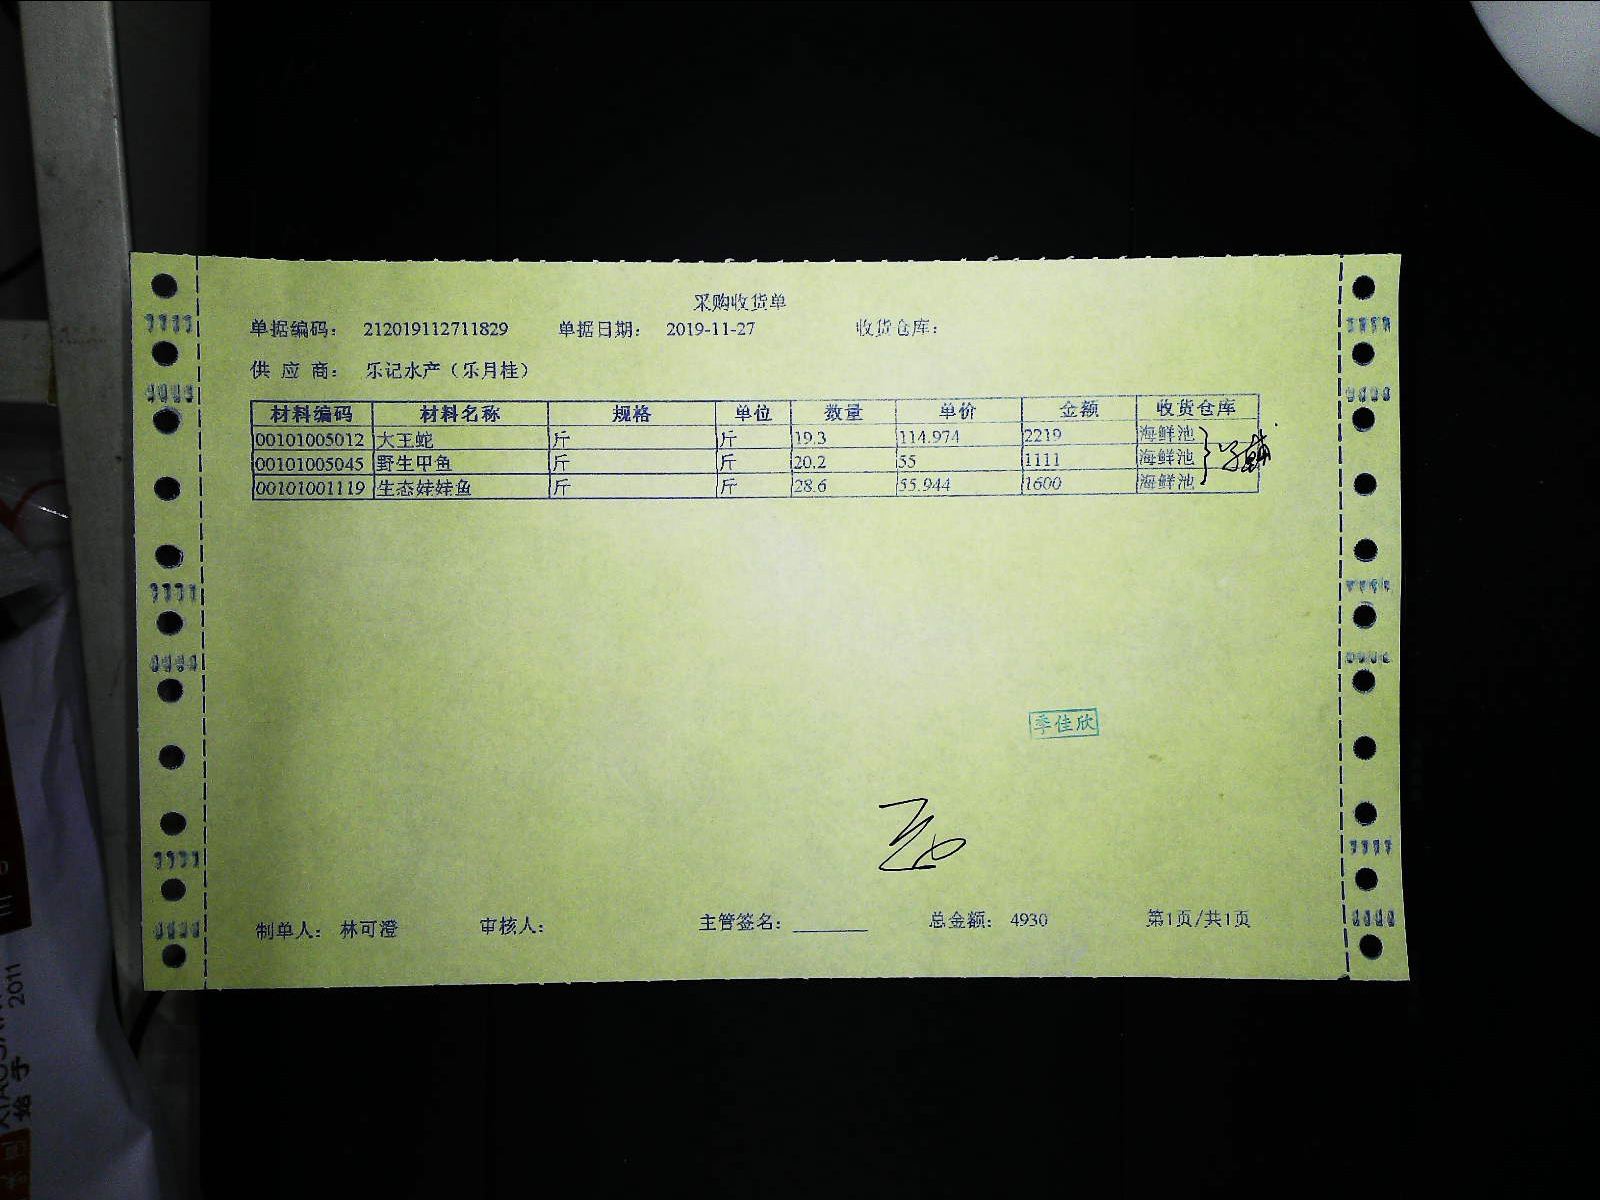 采购收货单
单据编码： 212019112711829 单据日期： 2019-11-27 收货仓库：
供 应 商： 乐记水产（乐月桂）
材料编码 材料名称 规格 单位 数量 单价 金额 收货仓库
00101005012 大王蛇 斤 斤 19.3 114.974 2219 海鲜池
00101005045 野生甲鱼 斤 斤 20.2 55 1111 海鲜池
00101001119 生态娃娃鱼 斤 斤 28.6 55.944 1600 海鲜池
季佳欣
制单人： 林可澄 审核人： 主管签名： 总金额： 4930 第1页/共1页
2011